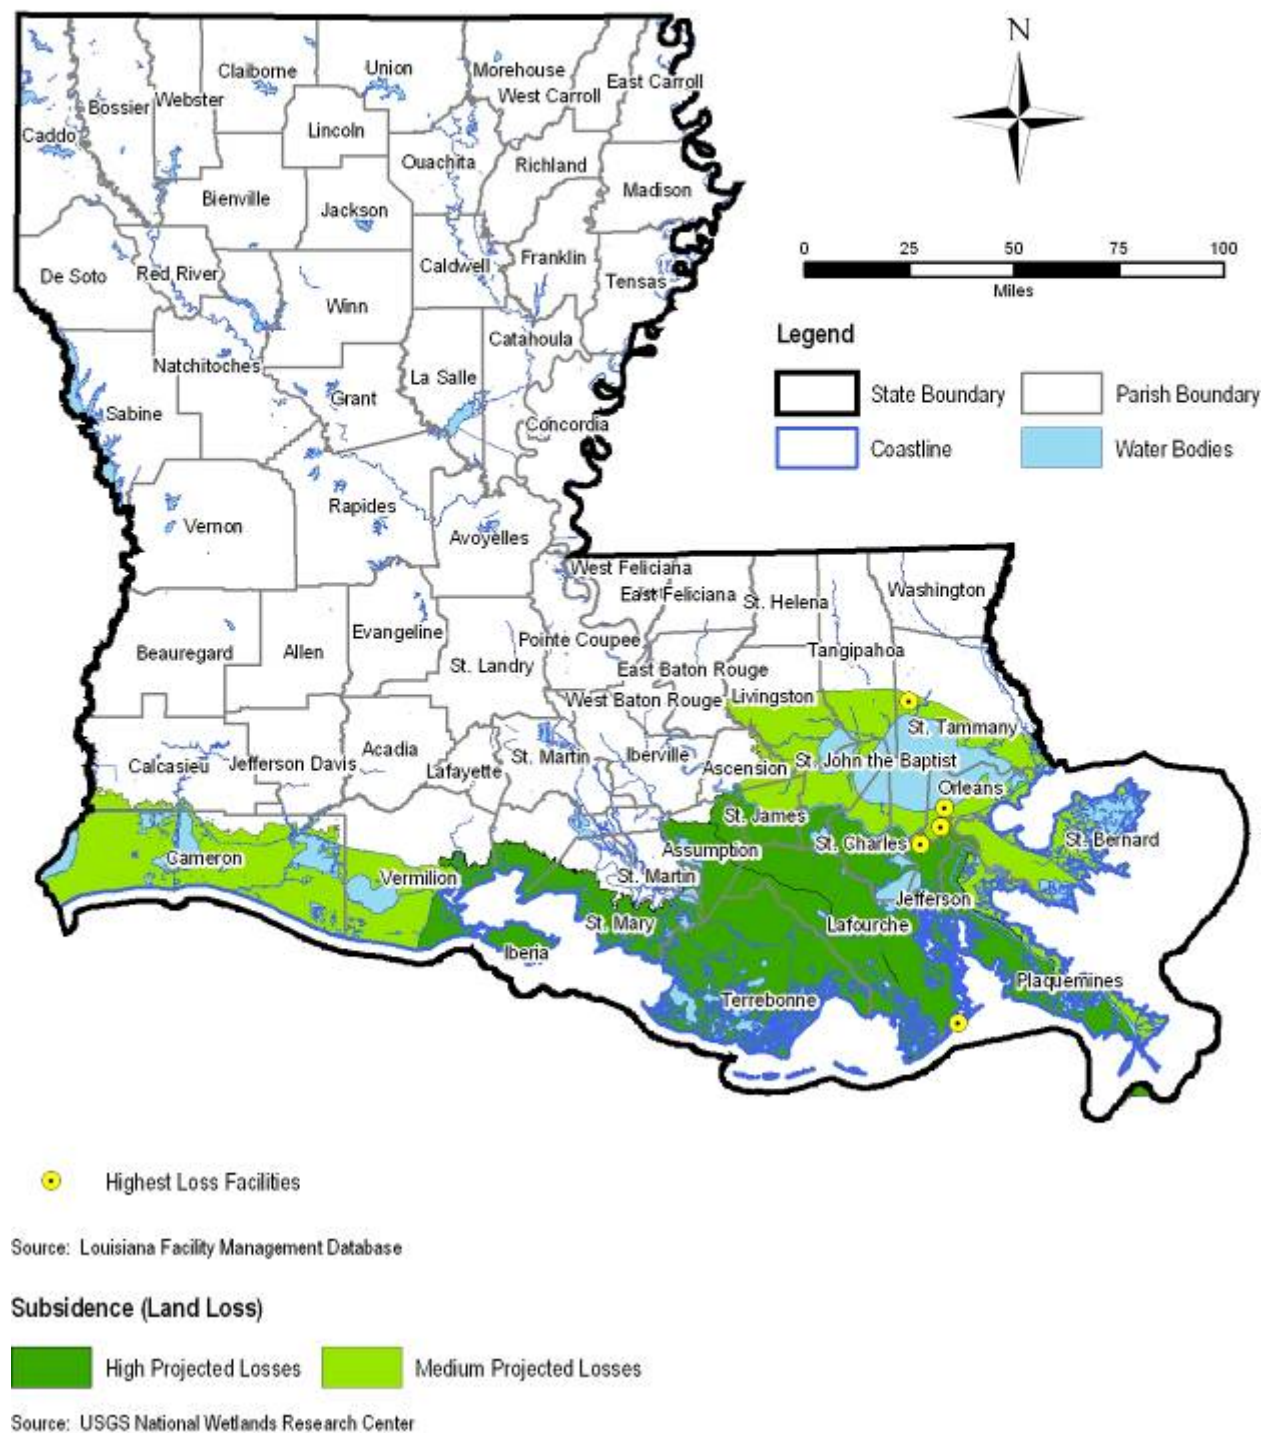 N
Claiborne
Union
Morehouse
East Carroll
West Carroll
Bossier
Webster
Caddo
Lincoln
Ouachita
Richland
Madison
Bienville
Jackson
De Soto
Red River
Caldwell
Franklin
Tensas
Winn
0 25 50 75 100
Miles
Legend
State Boundary
Parish Boundary
Coastline
Water Bodies
Natchitoches
Catahoula
La Salle
Grant
Sabine
Concordia
Vernon
Rapides
Avoyelles
West Feliciana
East Feliciana
St. Helena
Washington
Beauregard
Allen
Evangeline
St. Landry
Pointe Coupee
Tangipahoa
East Baton Rouge
West Baton Rouge
Livingston
St. Tammany
Calcasieu
Jefferson Davis
Acadia
Lafayette
St. Martin
Iberville
Ascension
St. John the Baptist
Orleans
St. James
St. Charles
St. Bernard
Cameron
Vermilion
Assumption
St. Martin
Jefferson
St. Mary
Lafourche
Iberia
Terrebonne
Plaquemines
Highest Loss Facilities
Source: Louisiana Facility Management Database
Subsidence (Land Loss)
High Projected Losses
Medium Projected Losses
Source: USGS National Wetlands Research Center